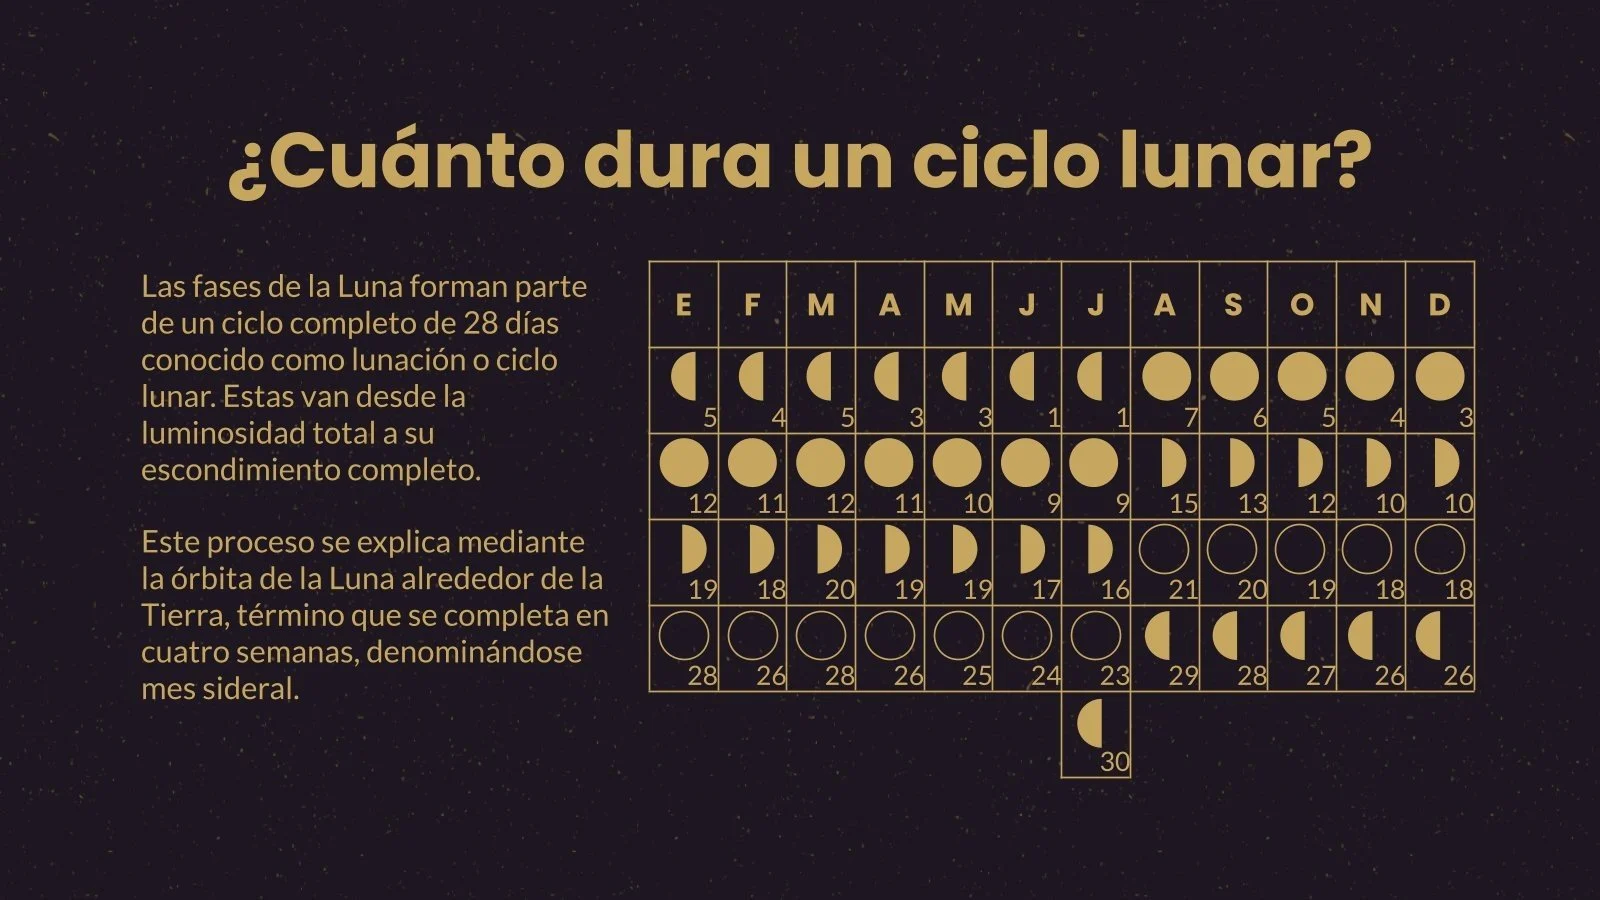 ¿Cuánto dura un ciclo lunar?
Las fases de la Luna forman parte
de un ciclo completo de 28 días
conocido como lunación o ciclo
lunar. Estas van desde la
luminosidad total a su
escondimiento completo.
Este proceso se explica mediante
la órbita de la Luna alrededor de la
Tierra, término que se completa en
cuatro semanas, denominándose
mes sideral.
E F M A M J J A S O N D
5 4 5 3 3 1 1 7 6 5 4 3
12 11 12 11 10 9 9 15 13 12 10 10
19 18 20 19 19 17 16 21 20 19 18 18
28 26 28 26 25 24 23 29 28 27 26 26
30